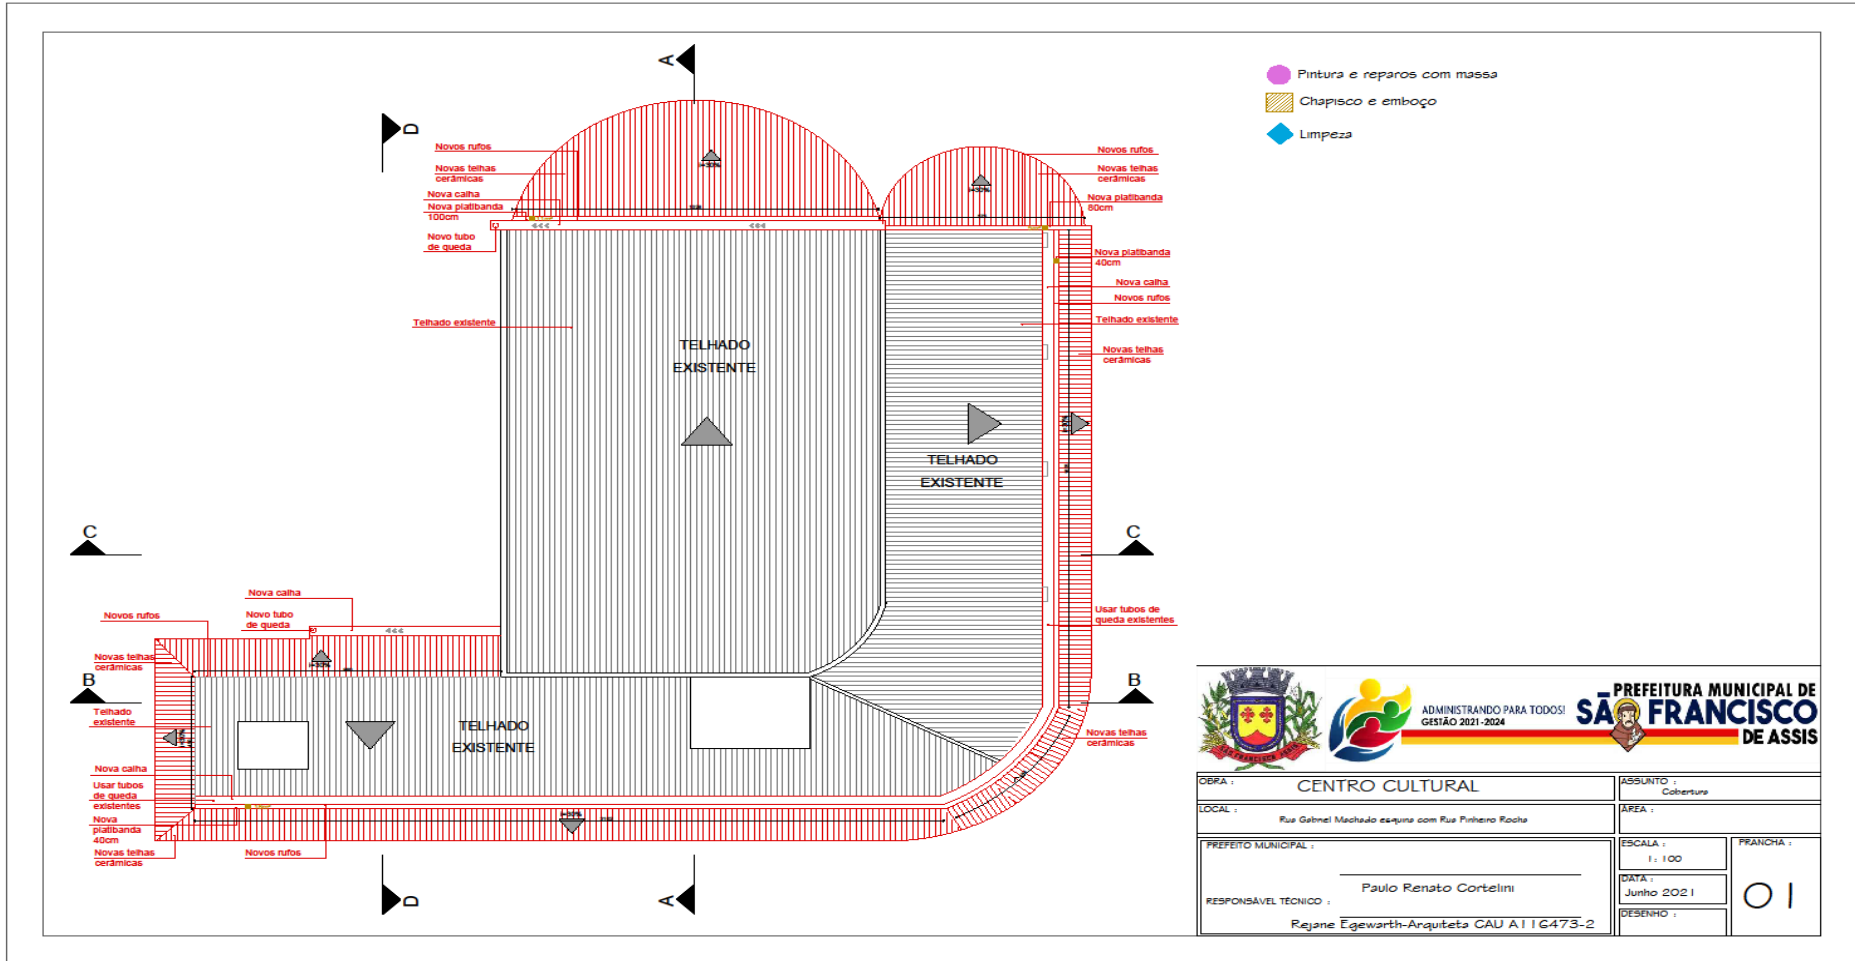 A
D
Pintura e reparos com massa
Chapisco e emboço
Limpeza
Novos rufos
Novas telhas
cerâmicas
Nova calha
Nova platibanda
100cm
Novo tubo
de queda
i=30%
i=30%
Novos rufos
Novas telhas
cerâmicas
Nova platibanda
80cm
Nova platibanda
40cm
Nova calha
Novos rufos
Telhado existente
Telhado existente
Novas telhas
cerâmicas
TELHADO
EXISTENTE
TELHADO
EXISTENTE
C
C
Nova calha
Novo tubo
de queda
Novos rufos
Usar tubos de
queda existentes
Novas telhas
cerâmicas
i=30%
B
B
Telhado
existente
TELHADO
EXISTENTE
Novas telhas
cerâmicas
Nova calha
Usar tubos
de queda
existentes
Nova
platibanda
40cm
Novas telhas
cerâmicas
Novos rufos
i=30%
D
A
SÃO FRANCISCO ASSIS
ADMINISTRANDO PARA TODOS!
GESTÃO 2021-2024
PREFEITURA MUNICIPAL DE
SÃO FRANCISCO
DE ASSIS
OBRA :
CENTRO CULTURAL
ASSUNTO :
Cobertura
LOCAL :
Rua Gabriel Machado esquina com Rua Pinheiro Rocha
ÁREA :
PREFEITO MUNICIPAL :
Paulo Renato Cortelini
RESPONSÁVEL TÉCNICO :
Rejane Egewarth-Arquiteta CAU A116473-2
ESCALA :
1: 100
DATA :
Junho 2021
DESENHO :
PRANCHA :
01